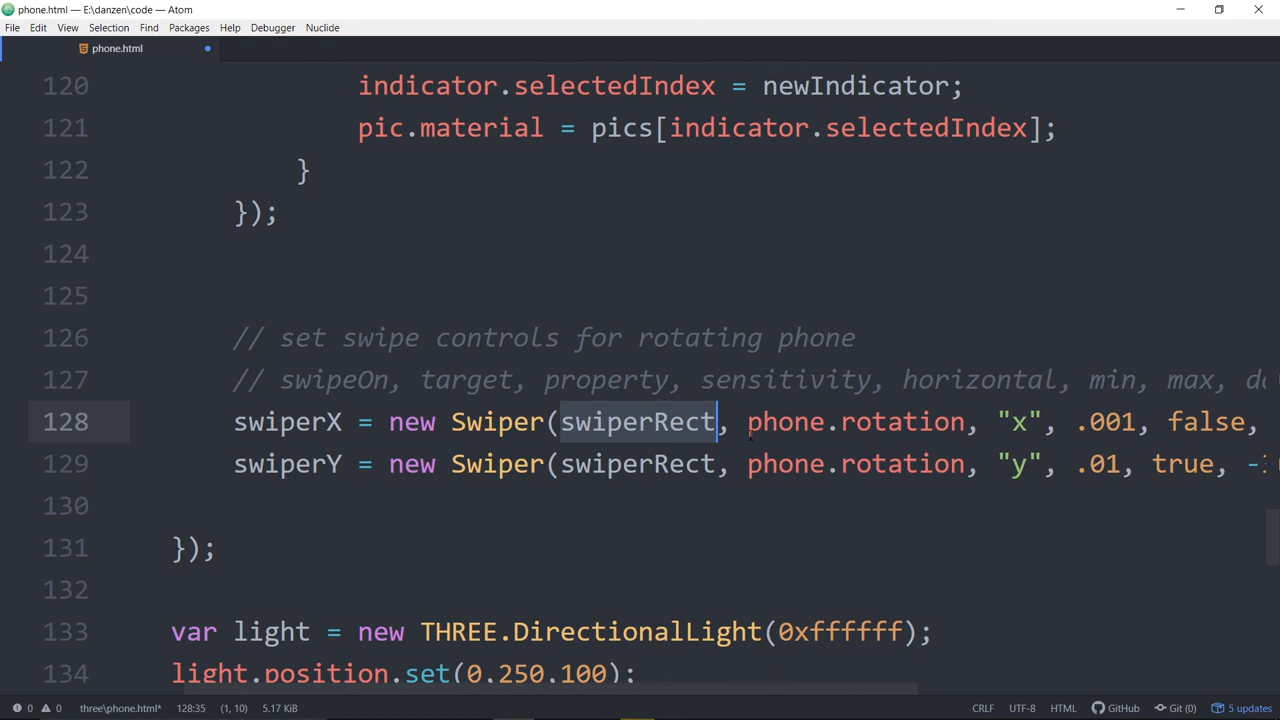 phone.html — E:\danzen\code — Atom
File Edit View Selection Find Packages Help Debugger Nuclide
phone.html
120 indicator.selectedIndex = newIndicator;
121 pic.material = pics[indicator.selectedIndex];
122 }
123 });
124
125
126 // set swipe controls for rotating phone
127 // swipeOn, target, property, sensitivity, horizontal, min, max,
128 swiperX = new Swiper(swiperRect, phone.rotation, "x", .001, false,
129 swiperY = new Swiper(swiperRect, phone.rotation, "y", .01, true,
130
131 });
132
133 var light = new THREE.DirectionalLight(0xffffff);
134 light.position.set(0,250,100);
0 0 three\phone.html* 128:35 (1, 10) 5.17 KiB CRLF UTF-8 HTML GitHub Git (0) 5 updates